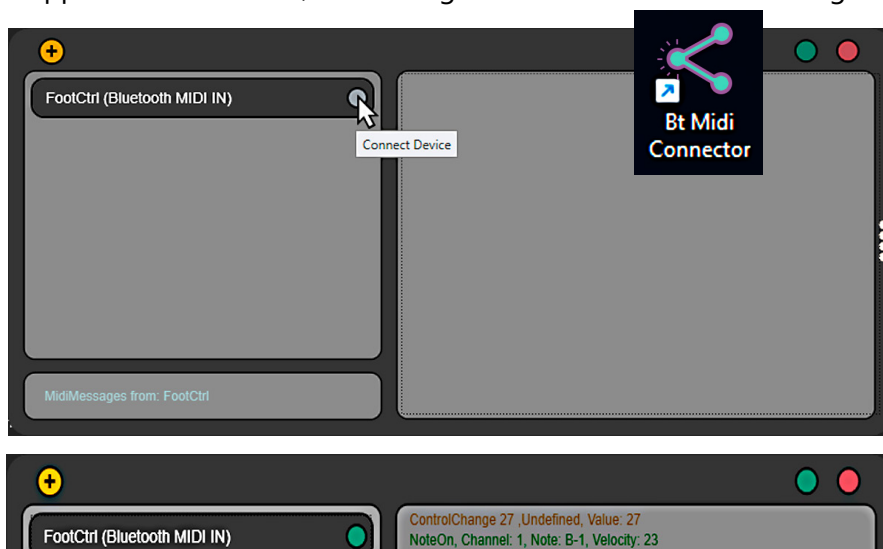 FootCtrl (Bluetooth MIDI IN)
Connect Device
Bt Midi
Connector
MidiMessages from: FootCtrl
FootCtrl (Bluetooth MIDI IN)
ControlChange 27 ,Undefined, Value: 27
NoteOn, Channel: 1, Note: B-1, Velocity: 23